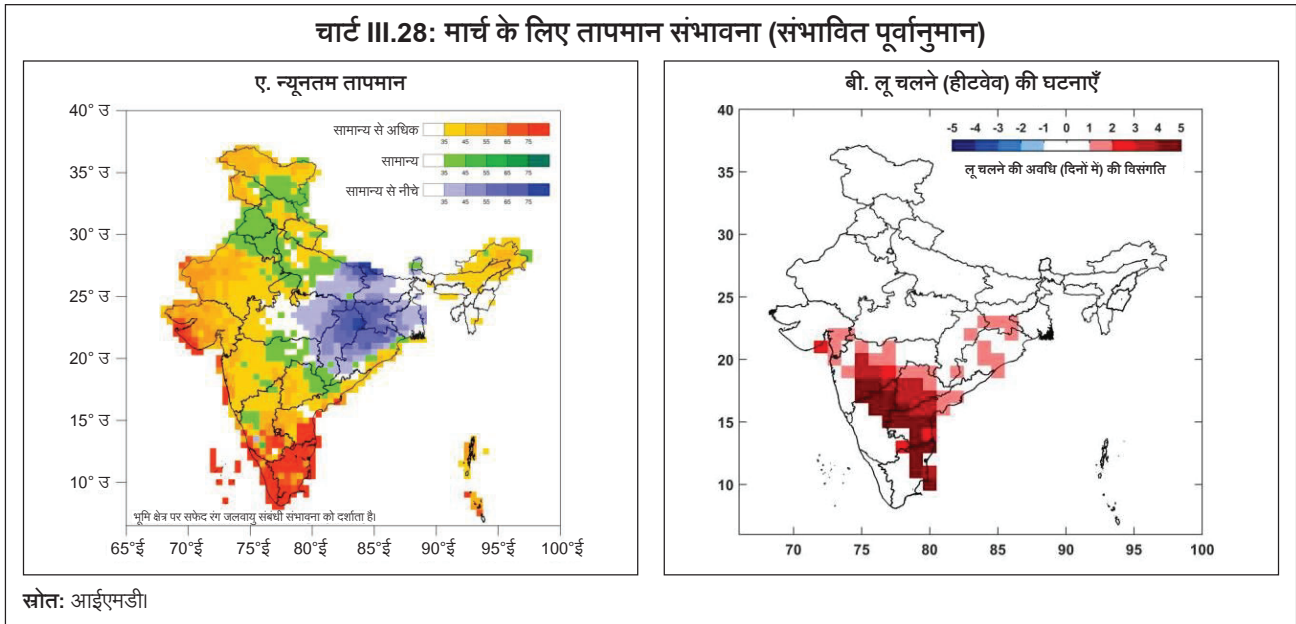 चार्ट III.28: मार्च के लिए तापमान संभावना (संभावित पूर्वानुमान)
ए. न्यूनतम तापमान
40° उ
35° उ
30° उ
25° उ
20° उ
15° उ
10° उ
सामान्य से अधिक
35 45 55 65 75
सामान्य
35 45 55 65 75
सामान्य से नीचे
35 45 55 65 75
भूमि क्षेत्र पर सफेद रंग जलवायु संबंधी संभावना को दर्शाता है।
65°ई 70°ई 75°ई 80°ई 85°ई 90°ई 95°ई 100°ई
बी. लू चलने (हीटवेव) की घटनाएँ
40
35
30
25
20
15
10
-5 -4 -3 -2 -1 0 1 2 3 4 5
लू चलने की अवधि (दिनों में) की विसंगति
70 75 80 85 90 95 100
स्रोत: आईएमडी।